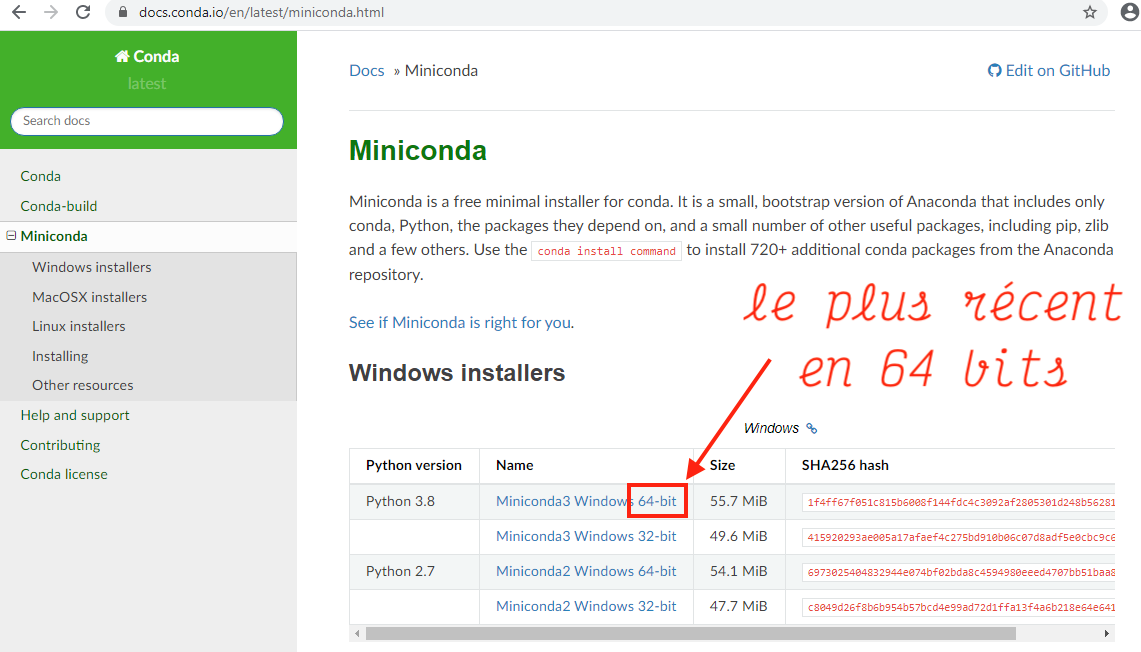 docs.conda.io/en/latest/miniconda.html
Conda
latest
Search docs
Conda
Conda-build
Miniconda
Windows installers
MacOSX installers
Linux installers
Installing
Other resources
Help and support
Contributing
Conda license
Docs » Miniconda
Edit on GitHub
Miniconda
Miniconda is a free minimal installer for conda. It is a small, bootstrap version of Anaconda that includes only
conda, Python, the packages they depend on, and a small number of other useful packages, including pip, zlib
and a few others. Use the conda install command to install 720+ additional conda packages from the Anaconda
repository.
See if Miniconda is right for you.
le plus récent
en 64 bits
Windows installers
Windows
Python version Name Size SHA256 hash
Python 3.8 Miniconda3 Windows 64-bit 55.7 MiB 1f4ff67f051c815b6008f144fdc4c3092af2805301d248b56281
Miniconda3 Windows 32-bit 49.6 MiB 415920293ae005a17afaef4c275bd910b06c07d8adf5e0cbc9c6
Python 2.7 Miniconda2 Windows 64-bit 54.1 MiB 6973025404832944e074bf02bda8c4594980eeed4707bb51baa8
Miniconda2 Windows 32-bit 47.7 MiB c8049d26f8b6b954b57bcd4e99ad72d1ffa13f4a6b218e64e641